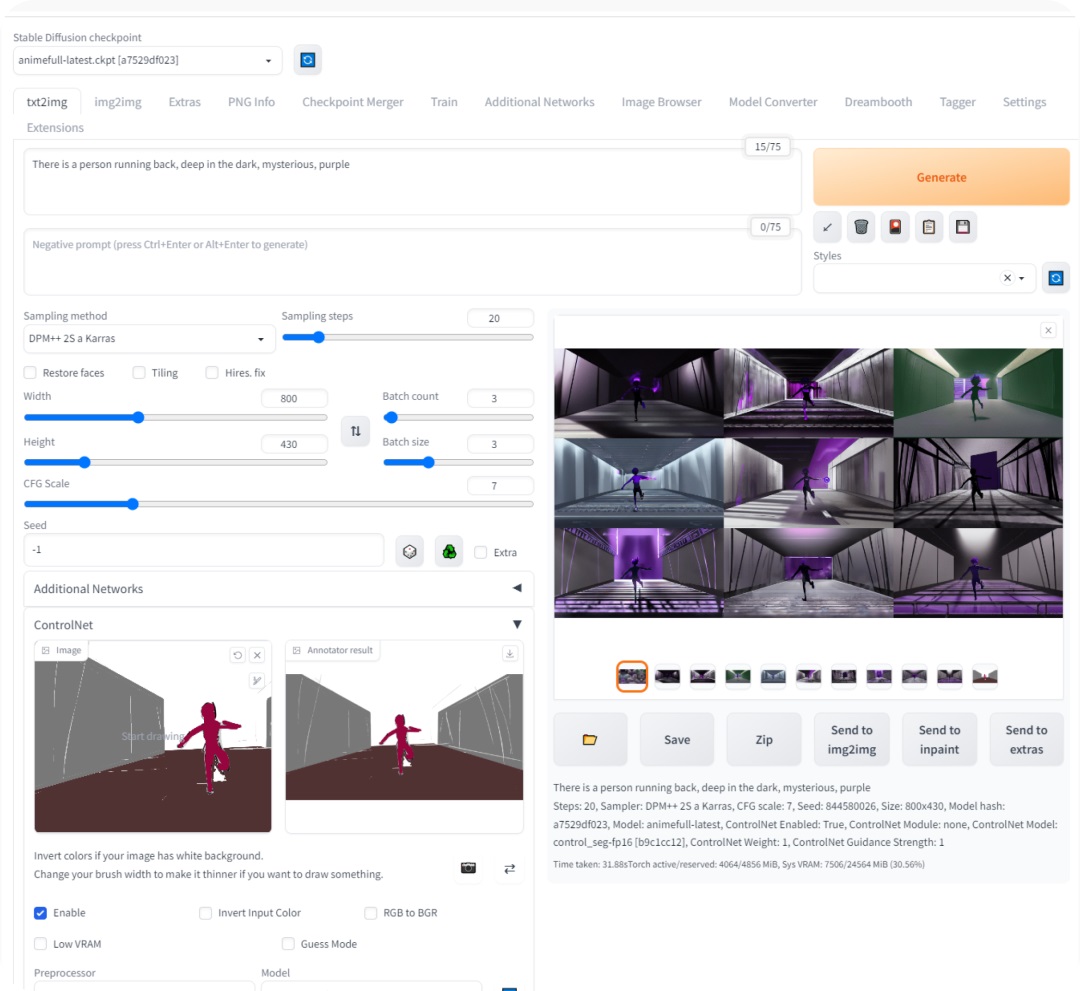 Stable Diffusion checkpoint
animefull-latest.ckpt [a7529df023]
txt2img img2img Extras PNG Info Checkpoint Merger Train Additional Networks Image Browser Model Converter Dreambooth Tagger Settings
Extensions
15/75
There is a person running back, deep in the dark, mysterious, purple
Generate
0/75
Negative prompt (press Ctrl+Enter or Alt+Enter to generate)
Styles
Sampling method
DPM++ 2S a Karras
Sampling steps
20
Restore faces Tiling Hires. fix
Width
800
Batch count
3
Height
430
Batch size
3
CFG Scale
7
Seed
-1
Extra
Additional Networks
ControlNet
Image
Start drawing
Annotator result
Invert colors if your image has white background.
Change your brush width to make it thinner if you want to draw something.
Enable Invert Input Color RGB to BGR
Low VRAM Guess Mode
Preprocessor Model
Save
Zip
Send to
img2img
Send to
inpaint
Send to
extras
There is a person running back, deep in the dark, mysterious, purple
Steps: 20, Sampler: DPM++ 2S a Karras, CFG scale: 7, Seed: 844580026, Size: 800x430, Model hash:
a7529df023, Model: animefull-latest, ControlNet Enabled: True, ControlNet Module: none, ControlNet Model:
control_seg-fp16 [b9c1cc12], ControlNet Weight: 1, ControlNet Guidance Strength: 1
Time taken: 31.88sTorch active/reserved: 4064/4856 MiB, Sys VRAM: 7506/24564 MiB (30.56%)